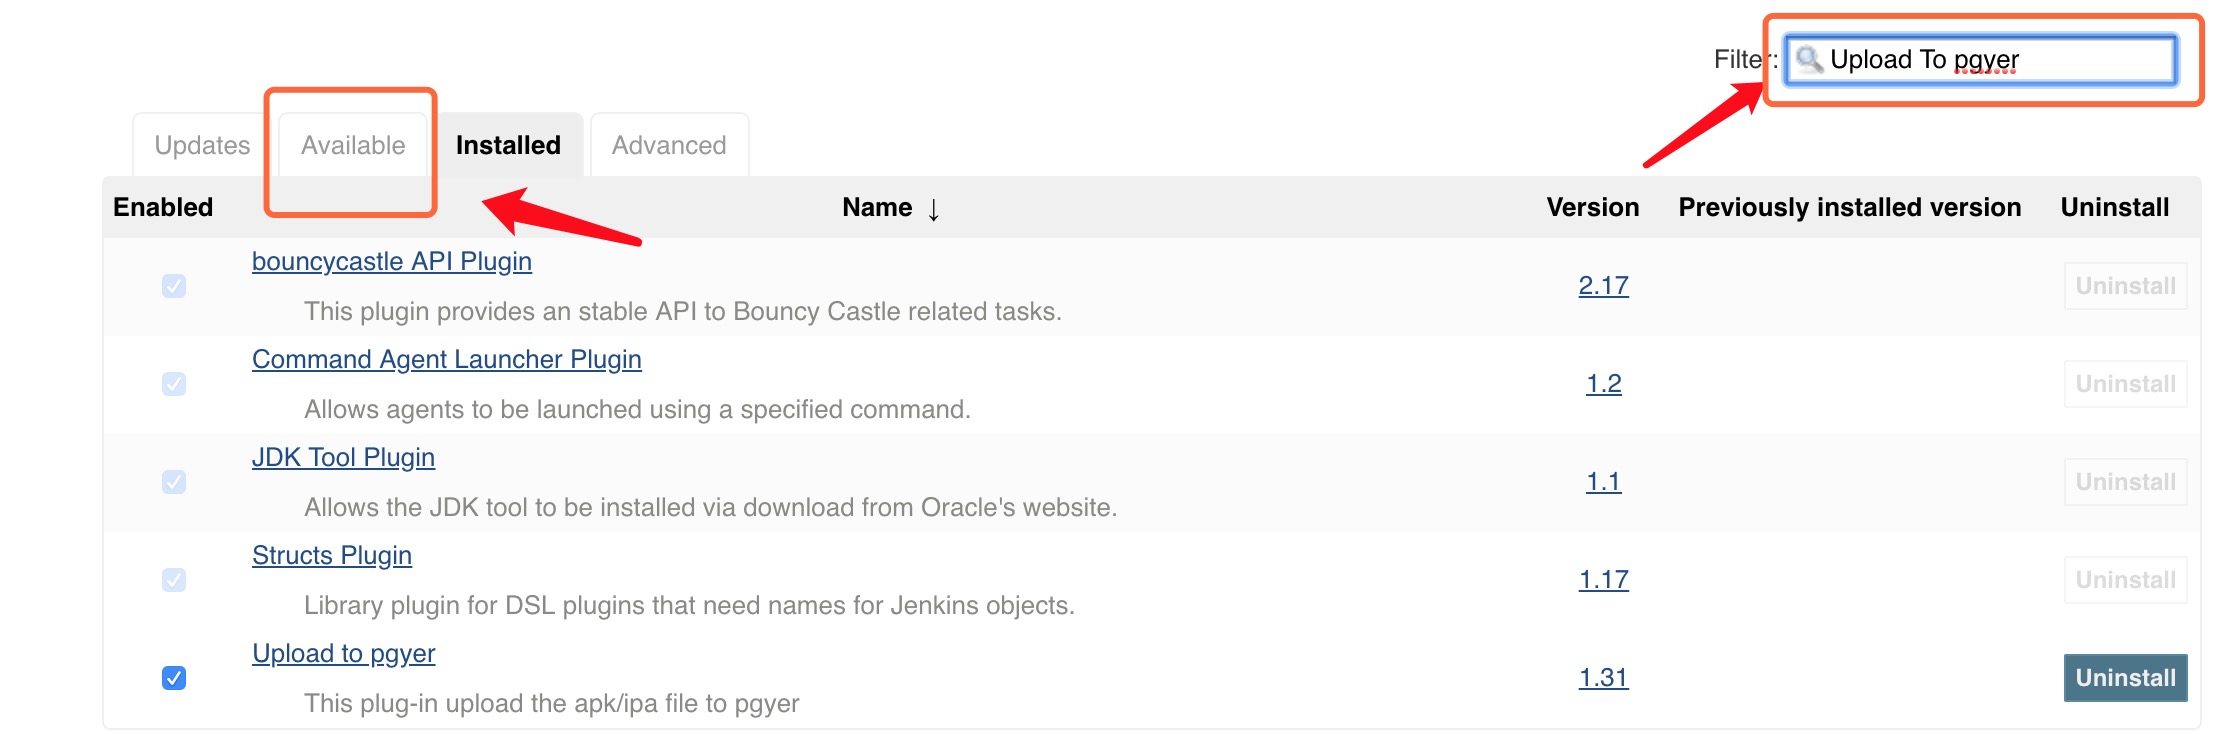 Filter: Upload To pgyer
Updates Available Installed Advanced
Enabled Name ↓ Version Previously installed version Uninstall
bouncycastle API Plugin
This plugin provides an stable API to Bouncy Castle related tasks.
2.17 Uninstall
Command Agent Launcher Plugin
Allows agents to be launched using a specified command.
1.2 Uninstall
JDK Tool Plugin
Allows the JDK tool to be installed via download from Oracle's website.
1.1 Uninstall
Structs Plugin
Library plugin for DSL plugins that need names for Jenkins objects.
1.17 Uninstall
Upload to pgyer
This plug-in upload the apk/ipa file to pgyer
1.31 Uninstall